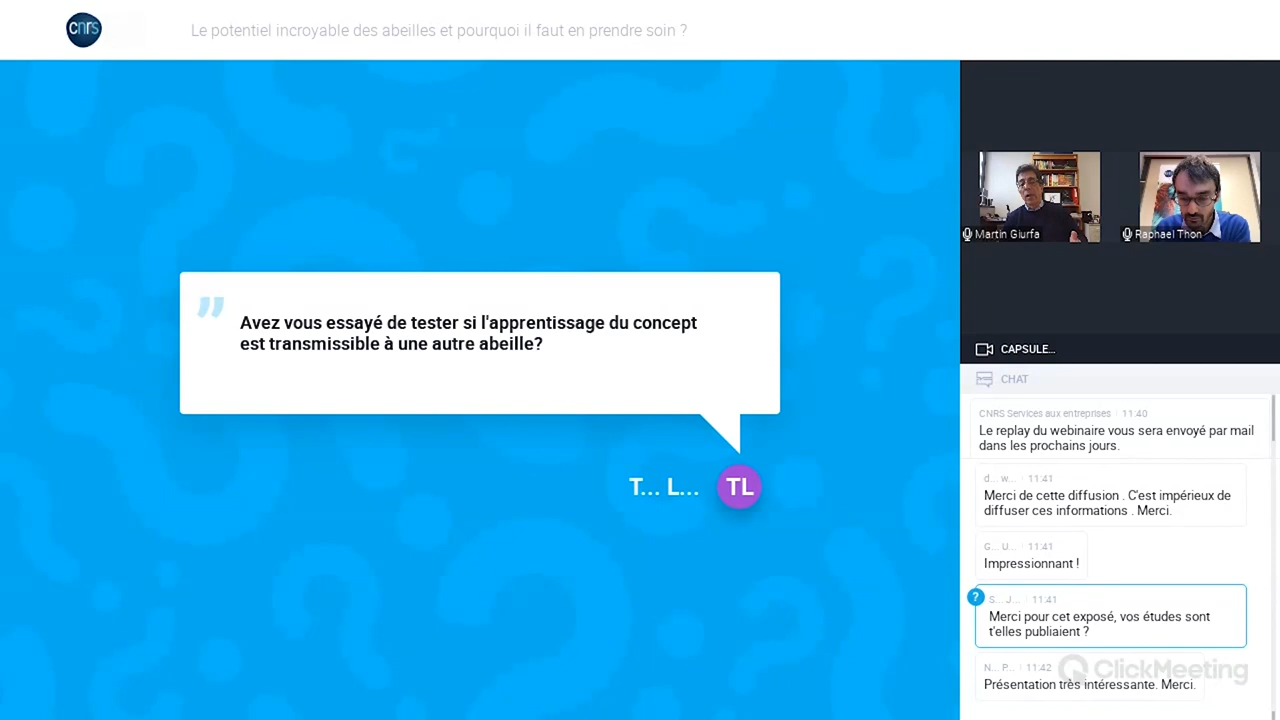 cnrs
Le potentiel incroyable des abeilles et pourquoi il faut en prendre soin ?
Avez vous essayé de tester si l'apprentissage du concept
est transmissible à une autre abeille?
T... L...
TL
Martin Giurfa
Raphael Thon
CAPSULE...
CHAT
CNRS Services aux entreprises 11:40
Le replay du webinaire vous sera envoyé par mail
dans les prochains jours.
d... w... 11:41
Merci de cette diffusion . C'est impérieux de
diffuser ces informations . Merci.
G... U... 11:41
Impressionnant !
?
S... J... 11:41
Merci pour cet exposé, vos études sont
t'elles publiaient ?
N... P... 11:42
Présentation très intéressante. Merci.
ClickMeeting